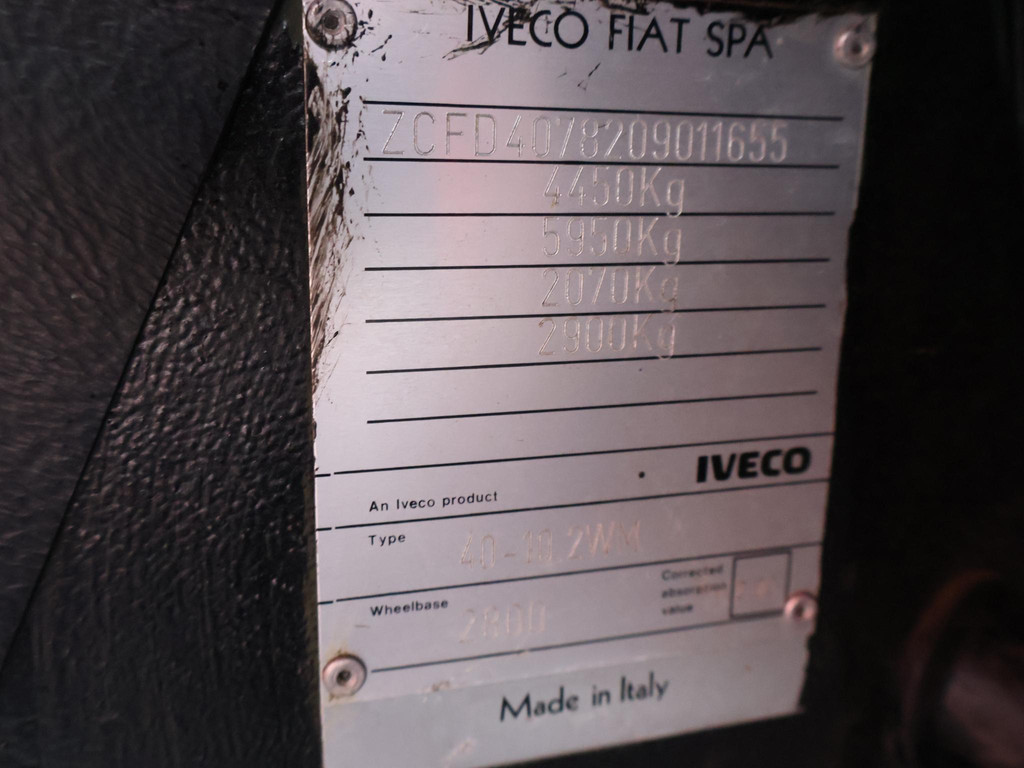 IVECO FIAT SPA
ZCFD4078209011655
4450Kg
5950Kg
2070Kg
2900Kg
IVECO
An Iveco product
Type 40-10.2WM
Wheelbase 2800
Corrected
absorption
value
Made in Italy